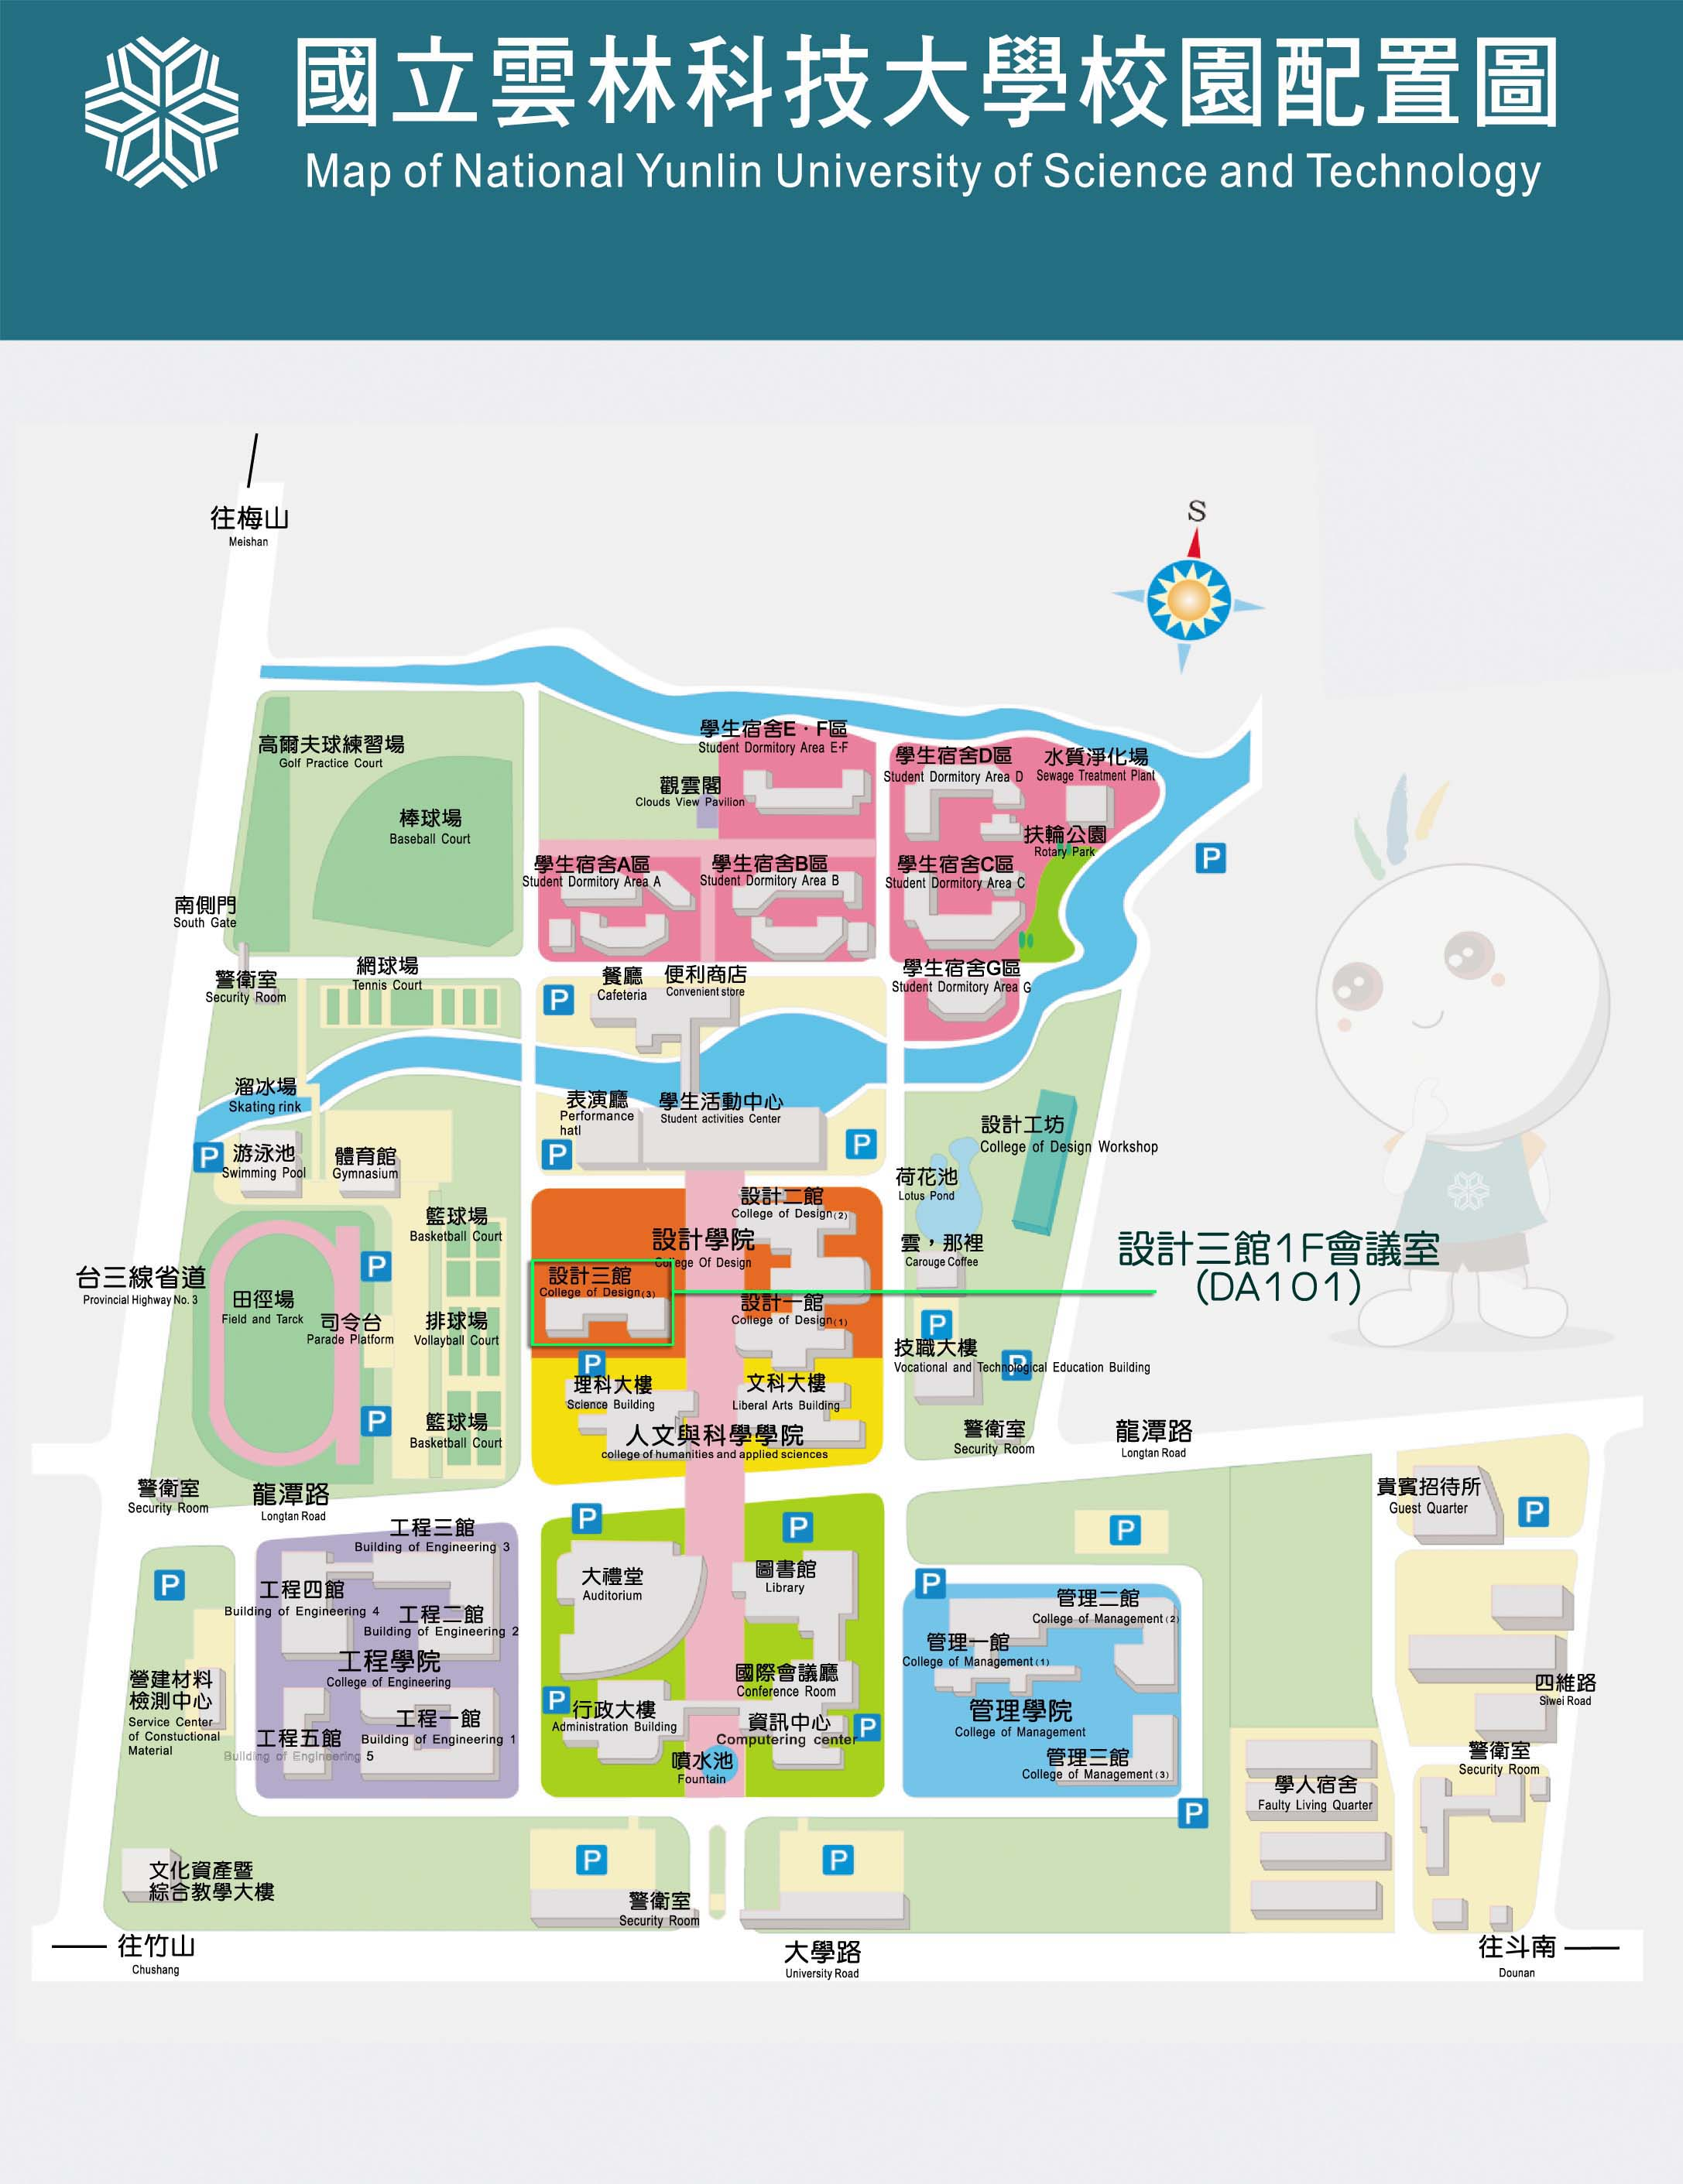 國立雲林科技大學校園配置圖
Map of National Yunlin University of Science and Technology
往梅山
Meishan
S
高爾夫球練習場
Golf Practice Court
棒球場
Baseball Court
學生宿舍E·F區
Student Dormitory Area E·F
觀雲閣
Clouds View Pavilion
學生宿舍D區
Student Dormitory Area D
水質淨化場
Sewage Treatment Plant
扶輪公園
Rotary Park
P
學生宿舍A區
Student Dormitory Area A
學生宿舍B區
Student Dormitory Area B
學生宿舍C區
Student Dormitory Area C
南側門
South Gate
警衛室
Security Room
網球場
Tennis Court
P
餐廳
Cafeteria
便利商店
Convenient store
學生宿舍G區
Student Dormitory Area G
溜冰場
Skating rink
表演廳
Performance
hatl
學生活動中心
Student activities Center
設計工坊
College of Design Workshop
P
游泳池
Swimming Pool
體育館
Gymnasium
P
P
荷花池
Lotus Pond
籃球場
Basketball Court
設計二館
College of Design(2)
設計學院
College Of Design
雲，那裡
Carouge Coffee
設計三館1F會議室
(DA101)
台三線省道
Provincial Highway No. 3
P
田徑場
Field and Tarck
司令台
Parade Platform
排球場
Vollayball Court
設計三館
College of Design(3)
設計一館
College of Design(1)
P
技職大樓
Vocational and Technological Education Building
P
P
理科大樓
Science Building
文科大樓
Liberal Arts Building
P
籃球場
Basketball Court
人文與科學學院
college of humanities and applied sciences
警衛室
Security Room
龍潭路
Longtan Road
警衛室
Security Room
龍潭路
Longtan Road
貴賓招待所
Guest Quarter
P
工程三館
Building of Engineering 3
P
P
P
P
工程四館
Building of Engineering 4
工程二館
Building of Engineering 2
大禮堂
Auditorium
圖書館
Library
P
管理二館
College of Management(2)
管理一館
College of Management(1)
工程學院
College of Engineering
營建材料
檢測中心
Service Center
of Constuctional
Material
國際會議廳
Conference Room
四維路
Siwei Road
工程一館
Building of Engineering 1
工程五館
Building of Engineering 5
P
行政大樓
Administration Building
資訊中心
Computering center
P
管理學院
College of Management
噴水池
Fountain
管理三館
College of Management(3)
警衛室
Security Room
學人宿舍
Faulty Living Quarter
P
文化資產暨
綜合教學大樓
P
P
警衛室
Security Room
往竹山
Chushang
大學路
University Road
往斗南
Dounan